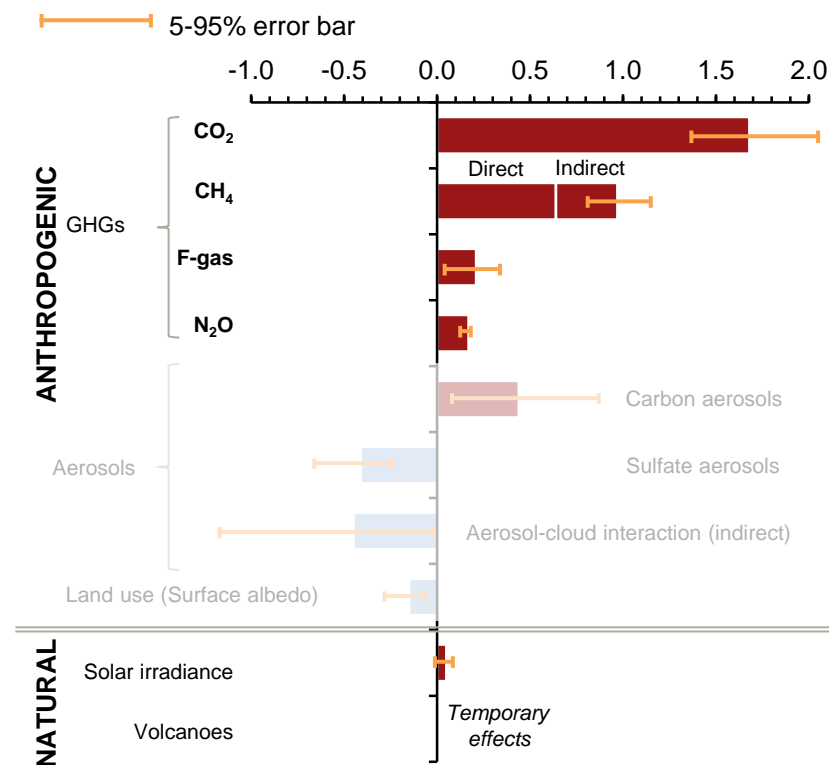 5-95% error bar
-1.0 -0.5 0.0 0.5 1.0 1.5 2.0
ANTHROPOGENIC
GHGs
CO₂
Direct Indirect
CH₄
F-gas
N₂O
Carbon aerosols
Aerosols
Sulfate aerosols
Aerosol-cloud interaction (indirect)
Land use (Surface albedo)
NATURAL
Solar irradiance
Volcanoes
Temporary
effects